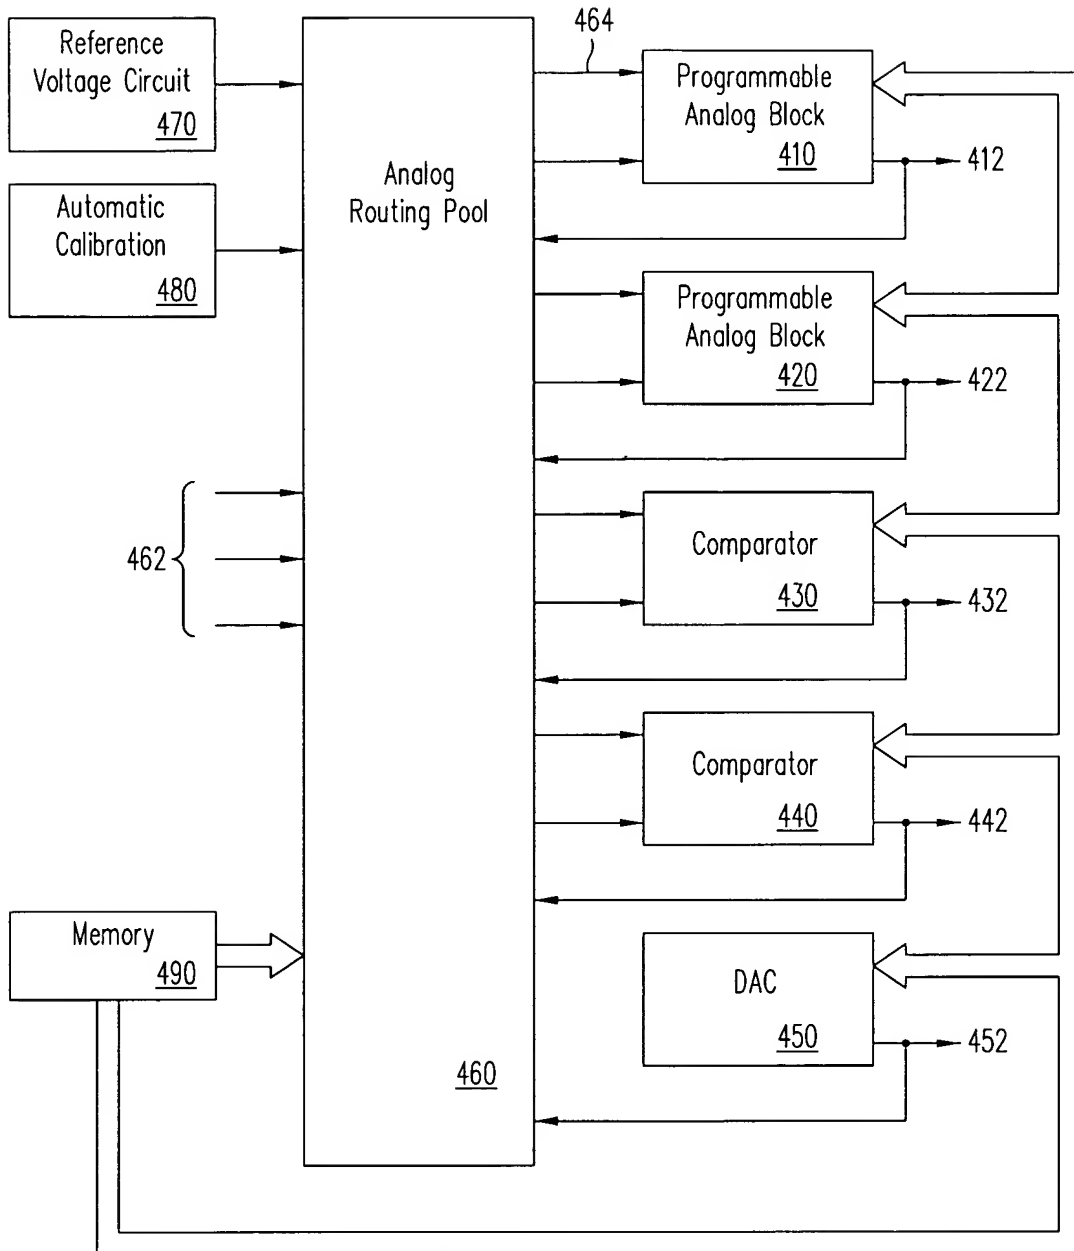 Reference
Voltage Circuit
470
Automatic
Calibration
480
462
Memory
490
Analog
Routing Pool
460
464
Programmable
Analog Block
410
412
Programmable
Analog Block
420
422
Comparator
430
432
Comparator
440
442
DAC
450
452